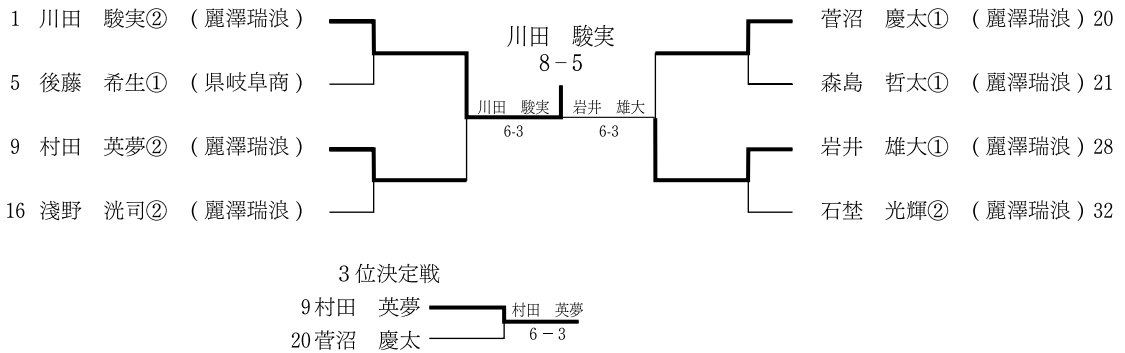 1 川田 駿実② (麗澤瑞浪)
5 後藤 希生① (県岐阜商)
9 村田 英夢② (麗澤瑞浪)
16 淺野 洸司② (麗澤瑞浪)
川田 駿実
8-5
川田 駿実
6-3
岩井 雄大
6-3
菅沼 慶太① (麗澤瑞浪) 20
森島 哲太① (麗澤瑞浪) 21
岩井 雄大① (麗澤瑞浪) 28
石埜 光輝② (麗澤瑞浪) 32
3位決定戦
9 村田 英夢
20 菅沼 慶太
村田 英夢
6-3